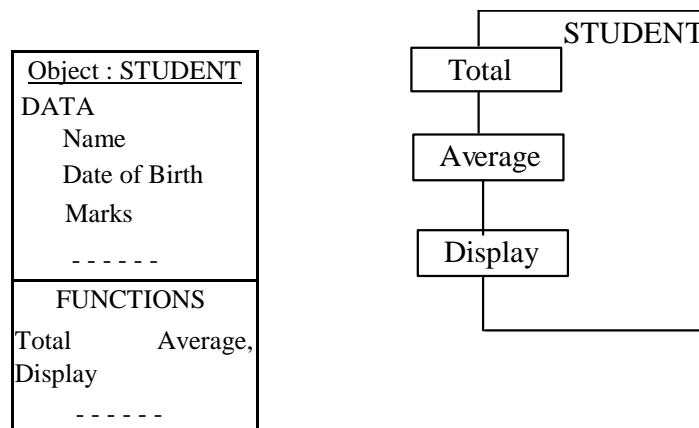 Object : STUDENT
DATA
Name
Date of Birth
Marks
- - - - - -
FUNCTIONS
Total Average,
Display
- - - - - -
STUDENT
Total
Average
Display